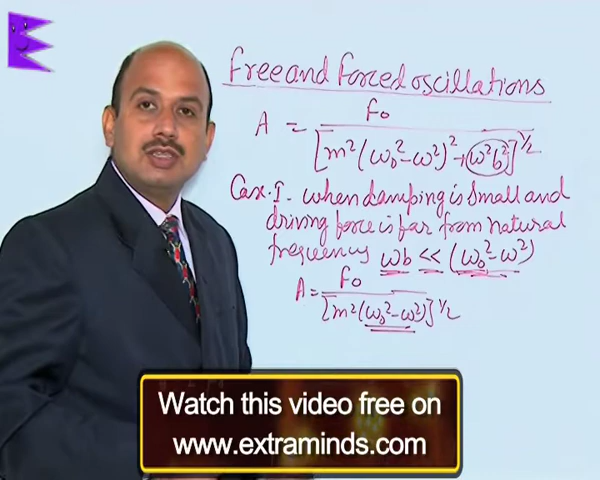 Free and Forced oscillations
A = F₀ / [m²(ω₀²-ω²)²+ω²b²]^1/2
Case.I. when damping is small and
driving force is far from natural
frequency ωb << (ω₀²-ω²)
A = F₀ / [m²(ω₀²-ω²)]^1/2
Watch this video free on
www.extraminds.com